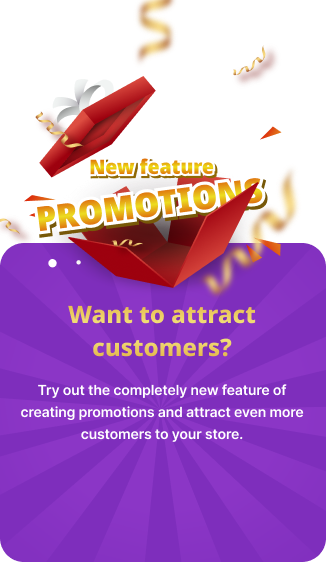 New feature
PROMOTIONS
Want to attract
customers?
Try out the completely new feature of
creating promotions and attract even more
customers to your store.